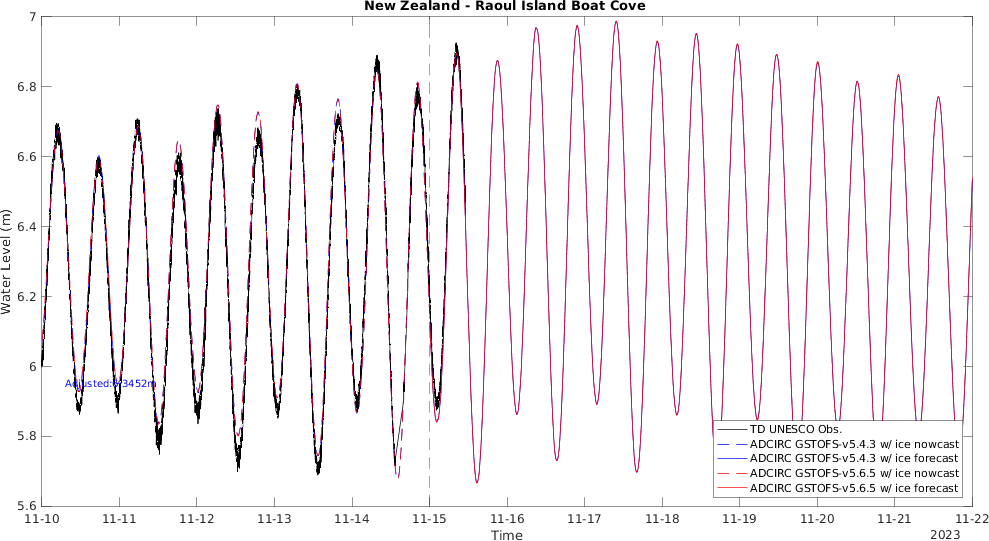 New Zealand - Raoul Island Boat Cove
Water Level (m)
7
6.8
6.6
6.4
6.2
6
5.8
5.6
Adjusted:6.3452m
TD UNESCO Obs.
ADCIRC GSTOFS-v5.4.3 w/ ice nowcast
ADCIRC GSTOFS-v5.4.3 w/ ice forecast
ADCIRC GSTOFS-v5.6.5 w/ ice nowcast
ADCIRC GSTOFS-v5.6.5 w/ ice forecast
11-10 11-11 11-12 11-13 11-14 11-15 11-16 11-17 11-18 11-19 11-20 11-21 11-22
Time
2023